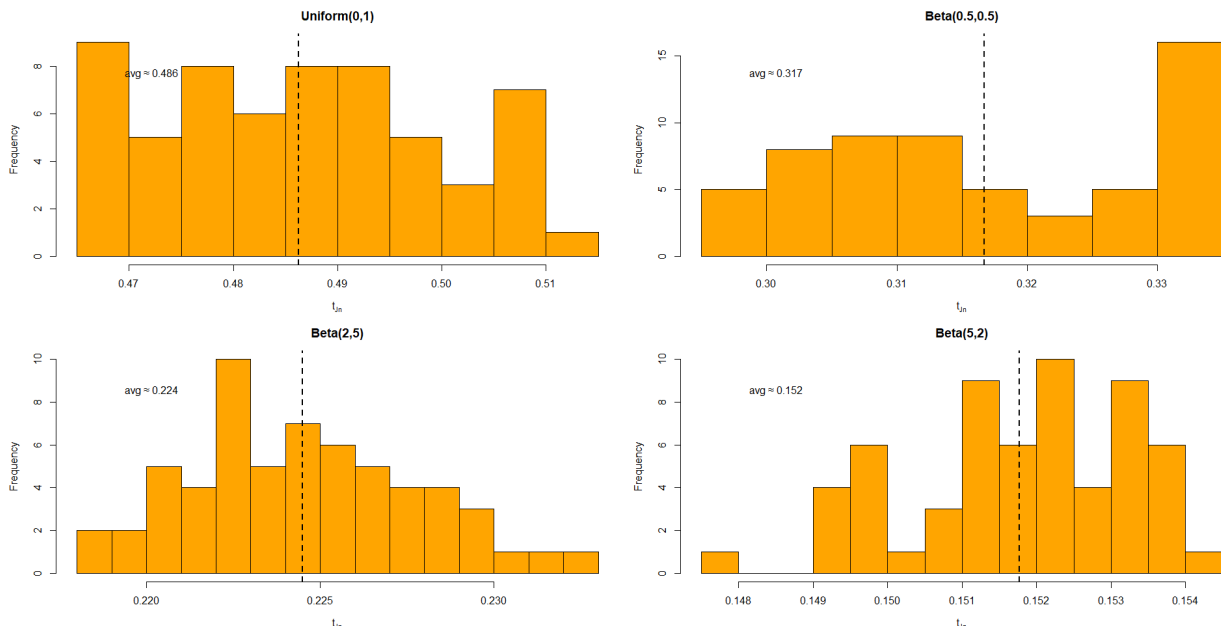 Uniform(0,1)
avg ≈ 0.486
Frequency
0 2 4 6 8
0.47 0.48 0.49 0.50 0.51
tJn
Beta(0.5,0.5)
avg ≈ 0.317
Frequency
0 5 10 15
0.30 0.31 0.32 0.33
tJn
Beta(2,5)
avg ≈ 0.224
Frequency
0 2 4 6 8 10
0.220 0.225 0.230
tJn
Beta(5,2)
avg ≈ 0.152
Frequency
0 2 4 6 8 10
0.148 0.149 0.150 0.151 0.152 0.153 0.154
tJn